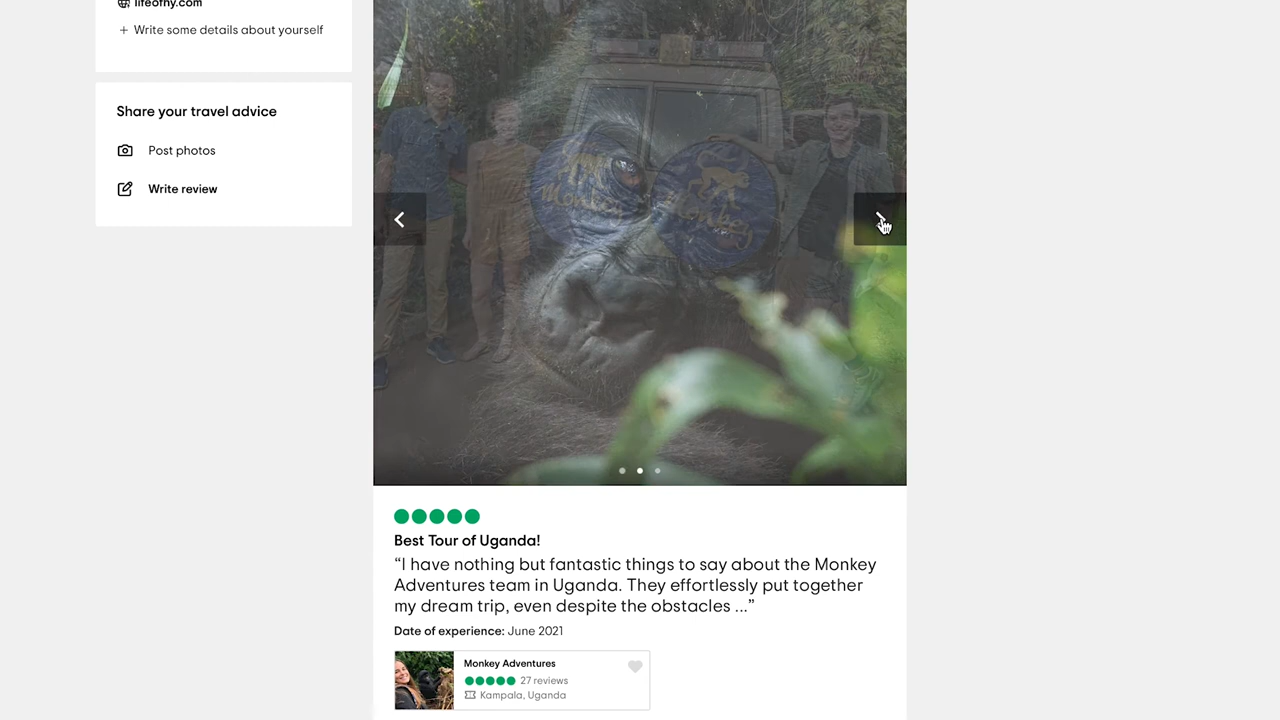 lifeofny.com
+ Write some details about yourself
Share your travel advice
Post photos
Write review
Monkey
Monkey
Best Tour of Uganda!
“I have nothing but fantastic things to say about the Monkey
Adventures team in Uganda. They effortlessly put together
my dream trip, even despite the obstacles ...”
Date of experience: June 2021
Monkey Adventures
27 reviews
Kampala, Uganda